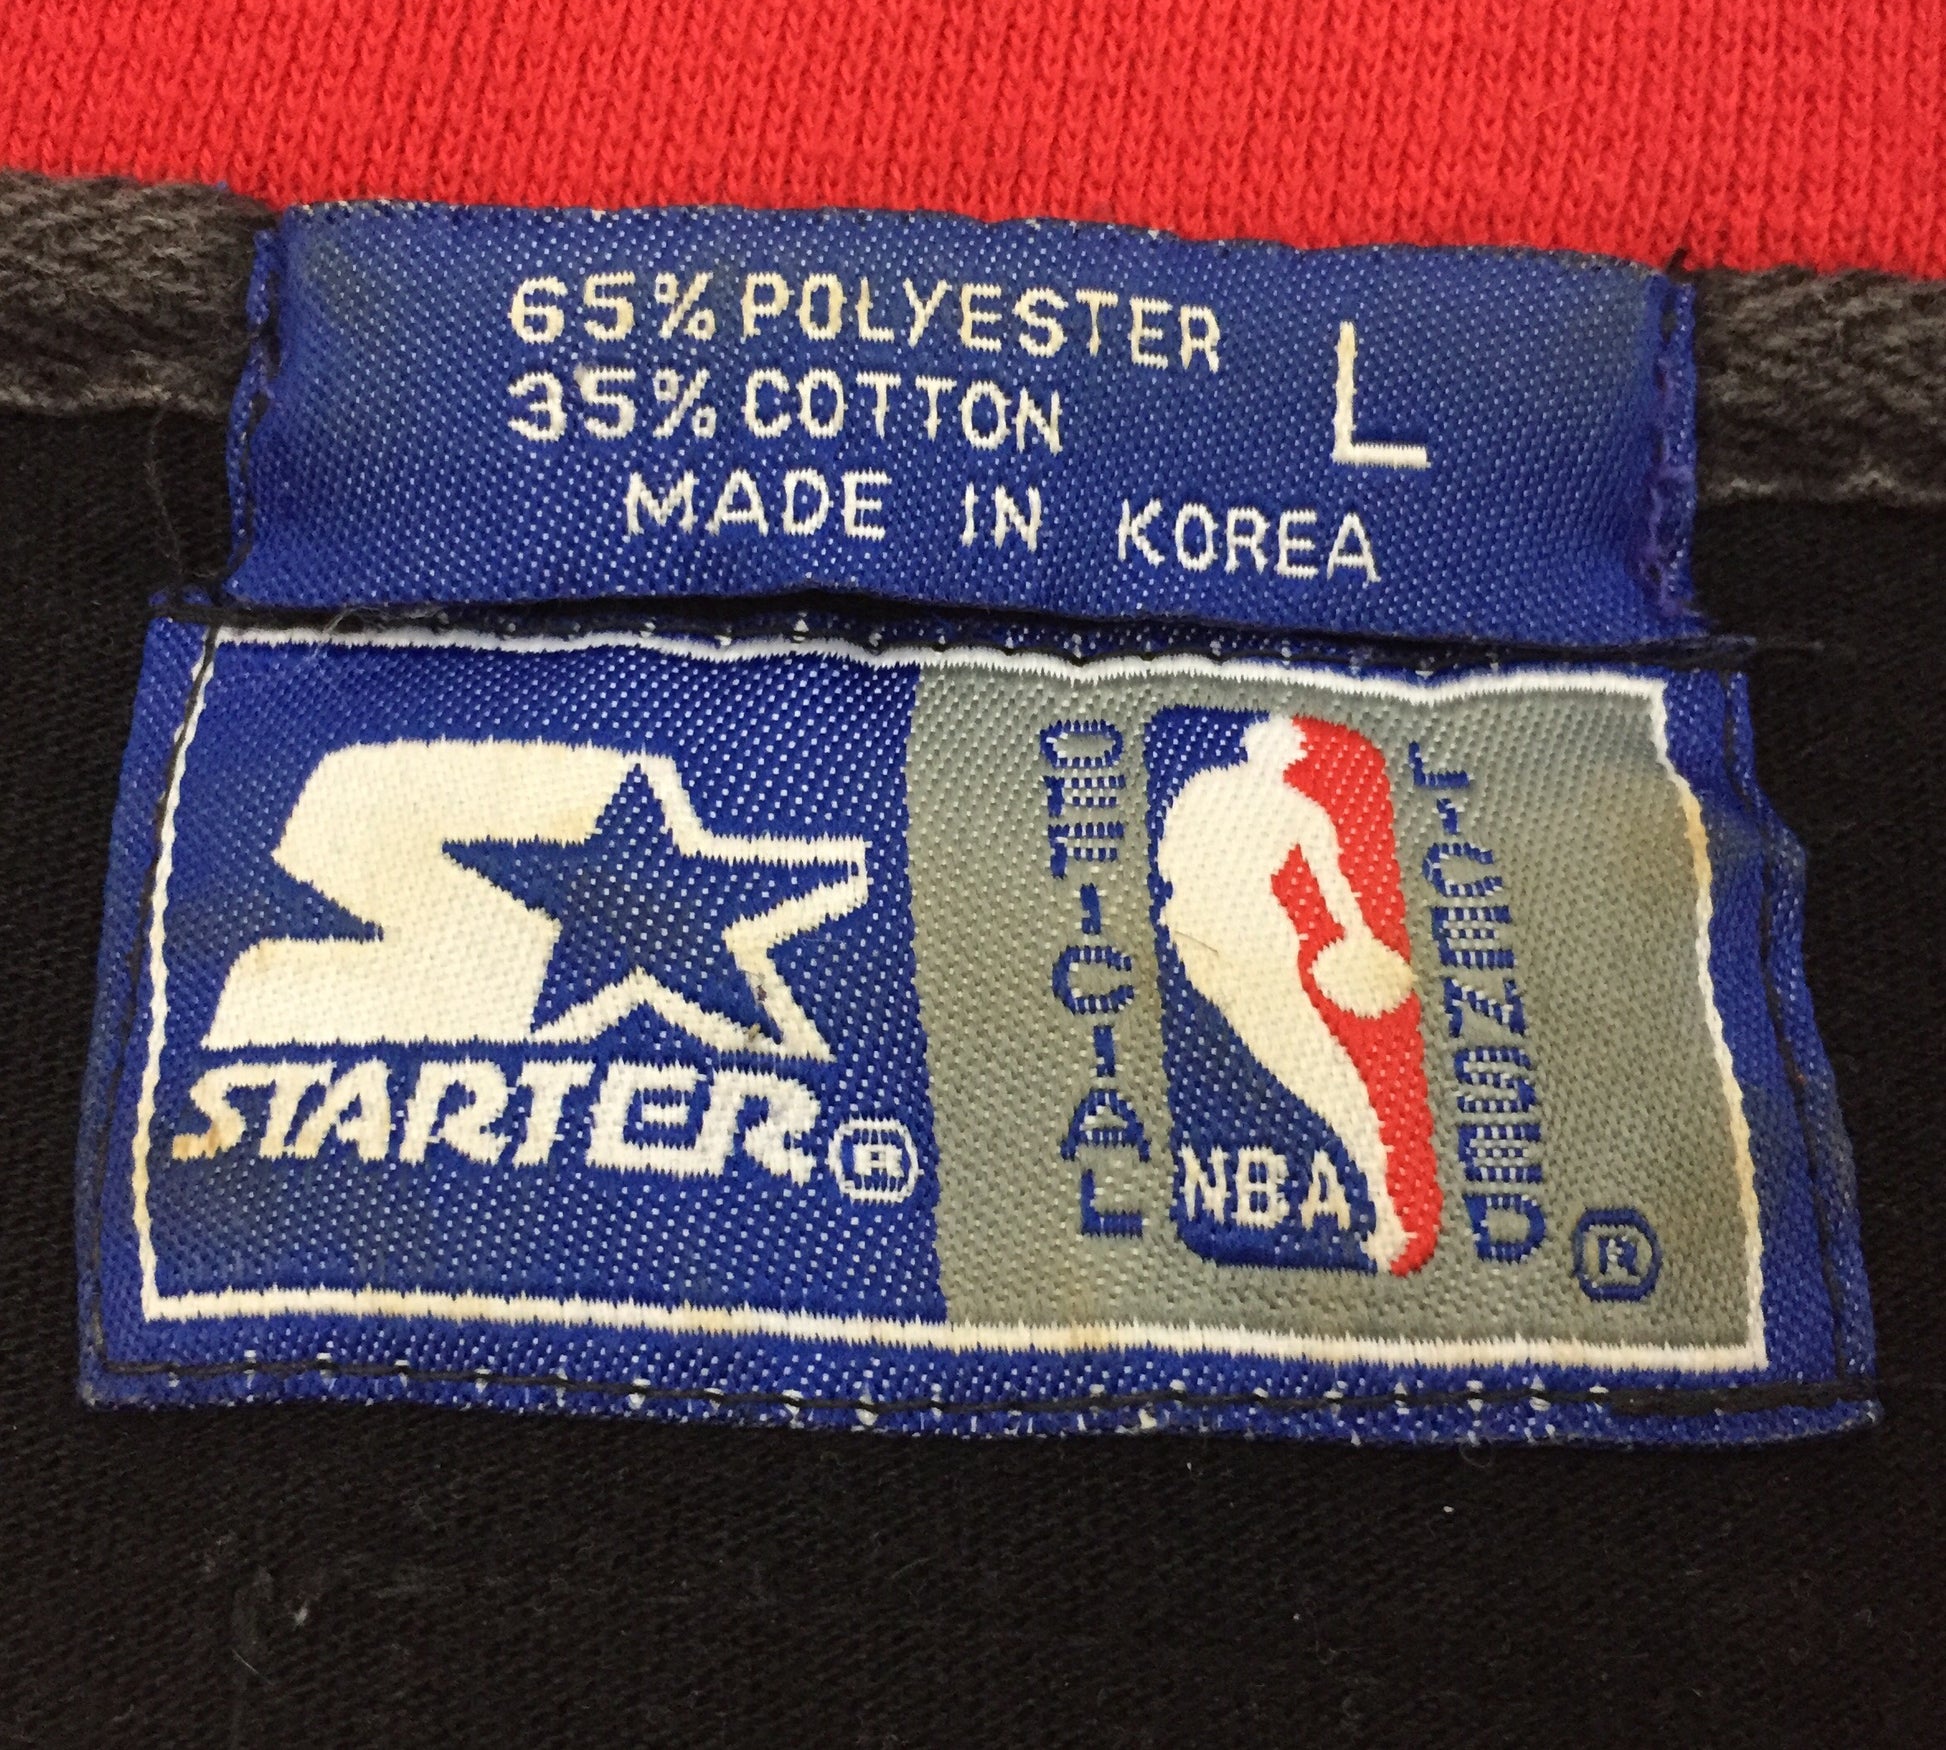 65% POLYESTER
35% COTTON
L
MADE IN KOREA
STARTER®
OFFICIAL
NBA
LICENSED
®